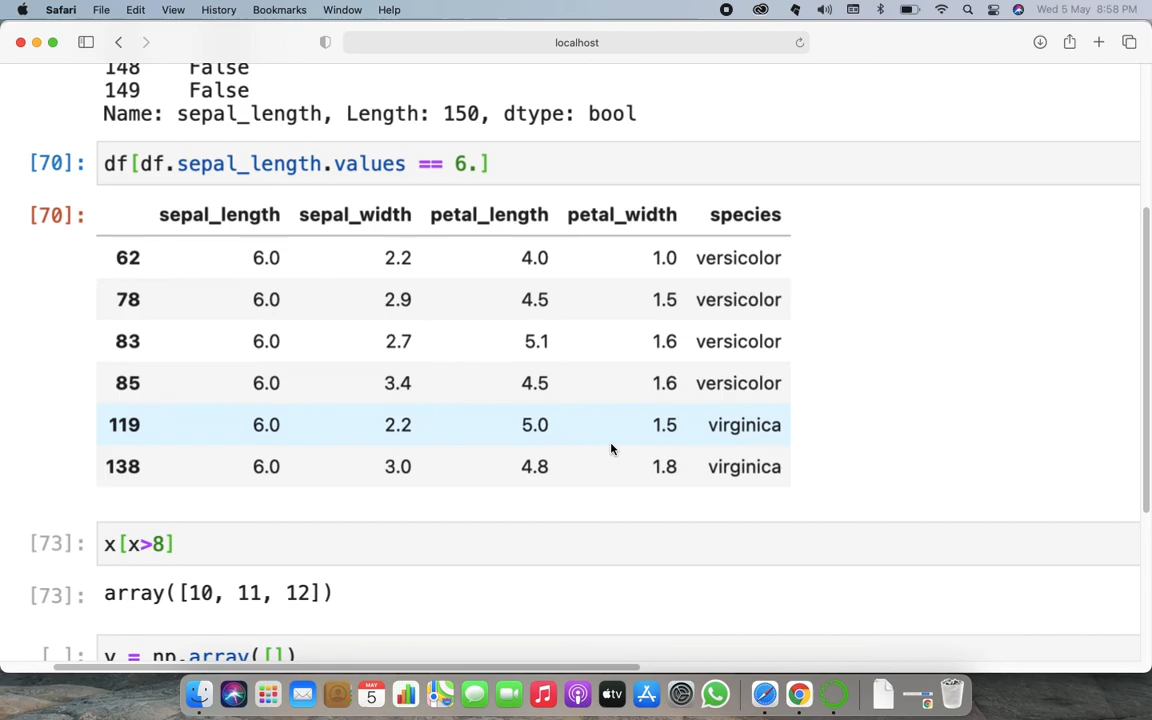 Safari File Edit View History Bookmarks Window Help Wed 5 May 8:58 PM
localhost
148 False
149 False
Name: sepal_length, Length: 150, dtype: bool
[70]: df[df.sepal_length.values == 6.]
[70]: sepal_length sepal_width petal_length petal_width species
62 6.0 2.2 4.0 1.0 versicolor
78 6.0 2.9 4.5 1.5 versicolor
83 6.0 2.7 5.1 1.6 versicolor
85 6.0 3.4 4.5 1.6 versicolor
119 6.0 2.2 5.0 1.5 virginica
138 6.0 3.0 4.8 1.8 virginica
[73]: x[x>8]
[73]: array([10, 11, 12])
[ ]: y = np.array([])
MAY
5
tv